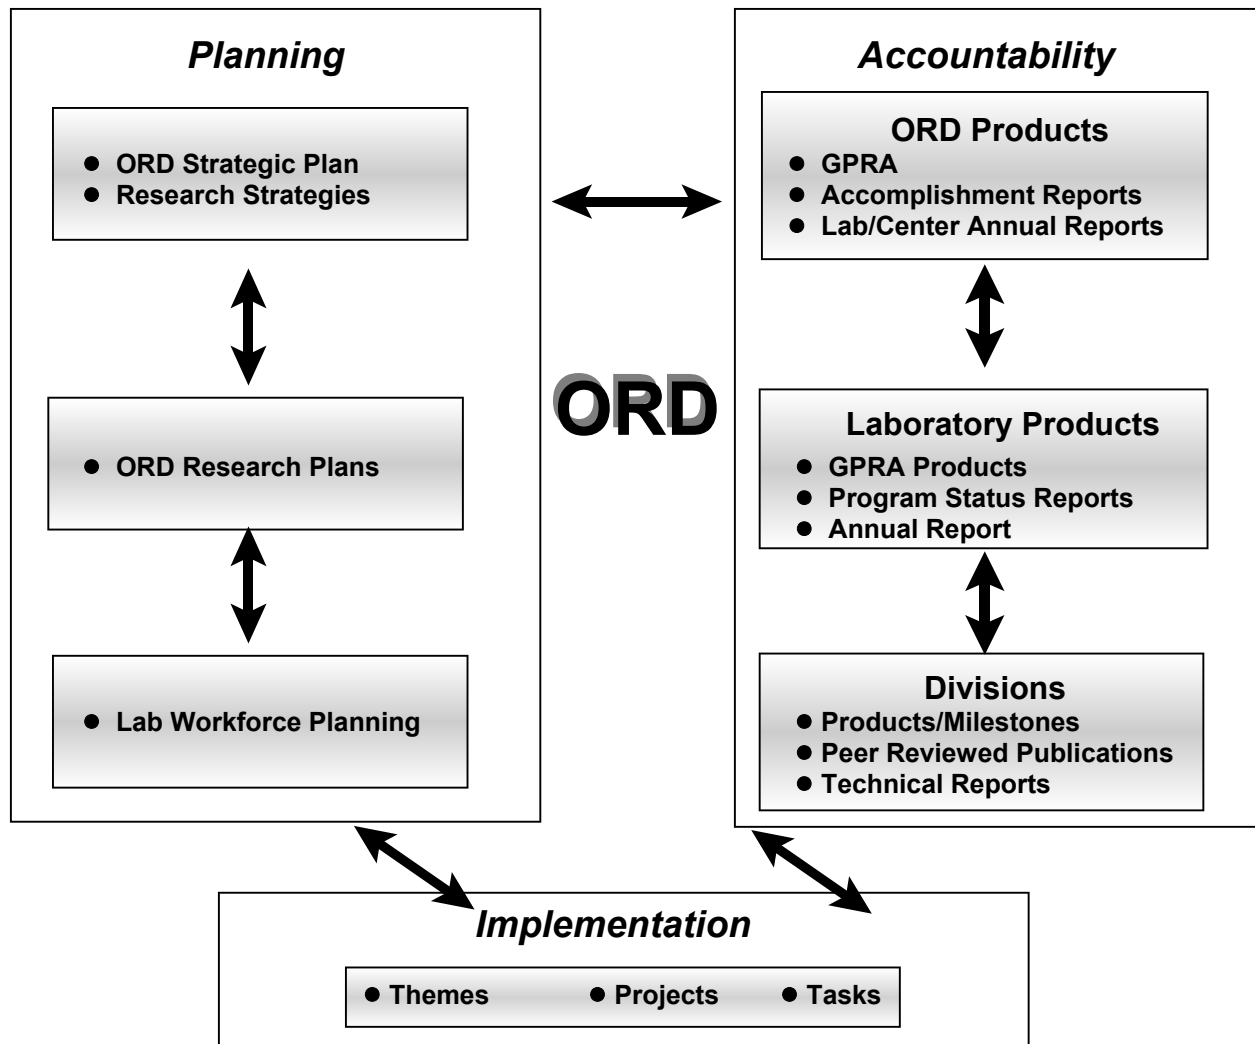 Planning
● ORD Strategic Plan
● Research Strategies
● ORD Research Plans
● Lab Workforce Planning
ORD
Accountability
ORD Products
● GPRA
● Accomplishment Reports
● Lab/Center Annual Reports
Laboratory Products
● GPRA Products
● Program Status Reports
● Annual Report
Divisions
● Products/Milestones
● Peer Reviewed Publications
● Technical Reports
Implementation
● Themes ● Projects ● Tasks